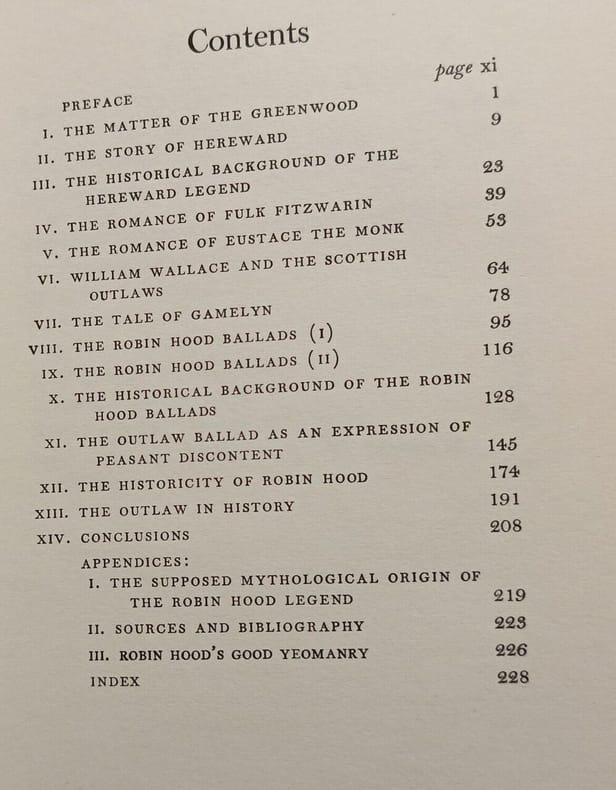 Contents
page xi
PREFACE
I. THE MATTER OF THE GREENWOOD 1
II. THE STORY OF HEREWARD 9
III. THE HISTORICAL BACKGROUND OF THE
HEREWARD LEGEND 23
IV. THE ROMANCE OF FULK FITZWARIN 39
V. THE ROMANCE OF EUSTACE THE MONK 53
VI. WILLIAM WALLACE AND THE SCOTTISH
OUTLAWS 64
VII. THE TALE OF GAMELYN 78
VIII. THE ROBIN HOOD BALLADS (I) 95
IX. THE ROBIN HOOD BALLADS (II) 116
X. THE HISTORICAL BACKGROUND OF THE ROBIN
HOOD BALLADS 128
XI. THE OUTLAW BALLAD AS AN EXPRESSION OF
PEASANT DISCONTENT 145
XII. THE HISTORICITY OF ROBIN HOOD 174
XIII. THE OUTLAW IN HISTORY 191
XIV. CONCLUSIONS 208
APPENDICES:
I. THE SUPPOSED MYTHOLOGICAL ORIGIN OF
THE ROBIN HOOD LEGEND 219
II. SOURCES AND BIBLIOGRAPHY 223
III. ROBIN HOOD'S GOOD YEOMANRY 226
INDEX 228